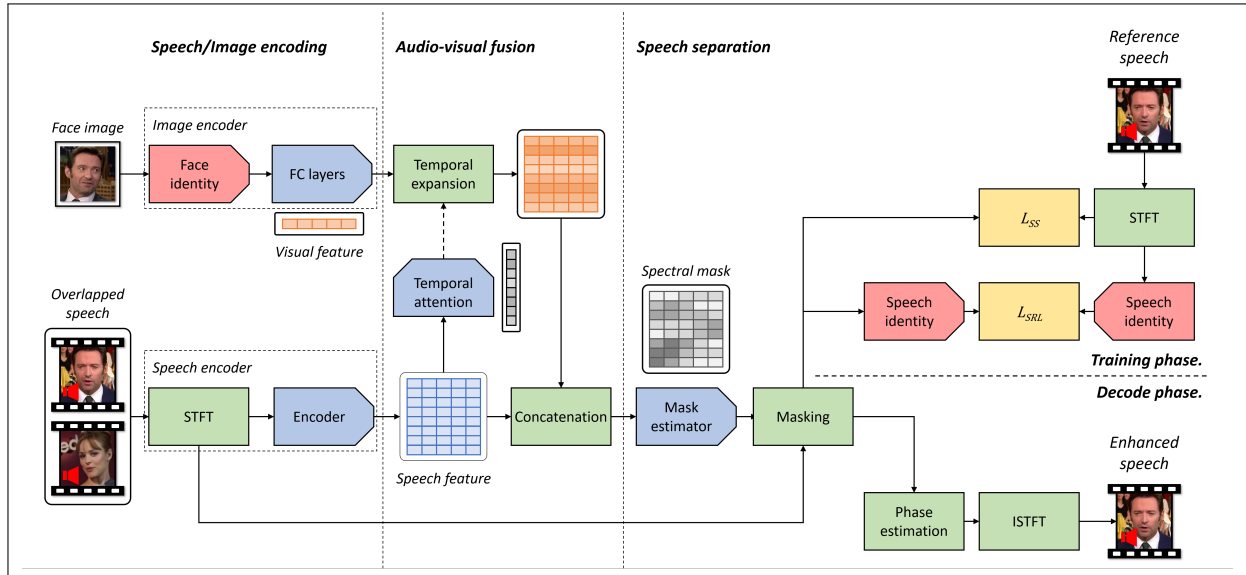 Speech/Image encoding
Audio-visual fusion
Speech separation
Reference
speech
Face image
Image encoder
Face
identity
FC layers
Temporal
expansion
Visual feature
L_SS
STFT
Overlapped
speech
Temporal
attention
Spectral mask
Speech
identity
L_SRL
Speech
identity
Training phase.
Decode phase.
Speech encoder
STFT
Encoder
Speech feature
Concatenation
Mask
estimator
Masking
Enhanced
speech
Phase
estimation
ISTFT